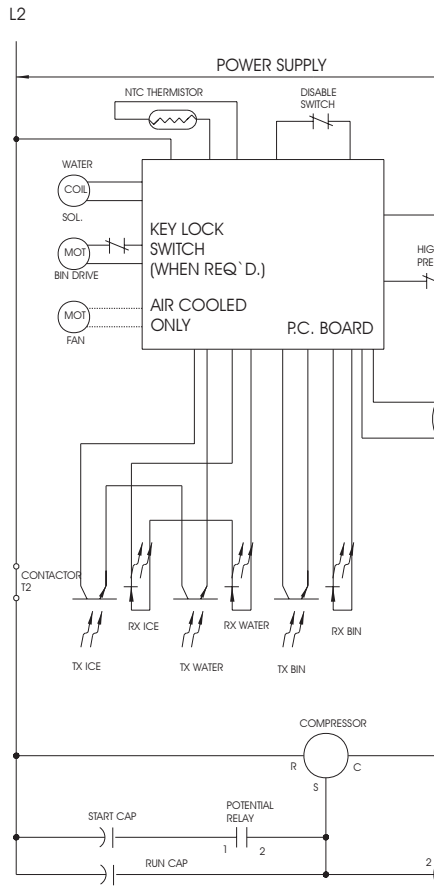 L2
POWER SUPPLY
NTC THERMISTOR
DISABLE
SWITCH
WATER
COIL
SOL.
KEY LOCK
SWITCH
(WHEN REQ`D.)
MOT
BIN DRIVE
HIG
PRE
AIR COOLED
ONLY
MOT
FAN
P.C. BOARD
CONTACTOR
T2
RX ICE
RX WATER
RX BIN
TX ICE
TX WATER
TX BIN
COMPRESSOR
R
C
S
START CAP
POTENTIAL
RELAY
1
2
RUN CAP
2